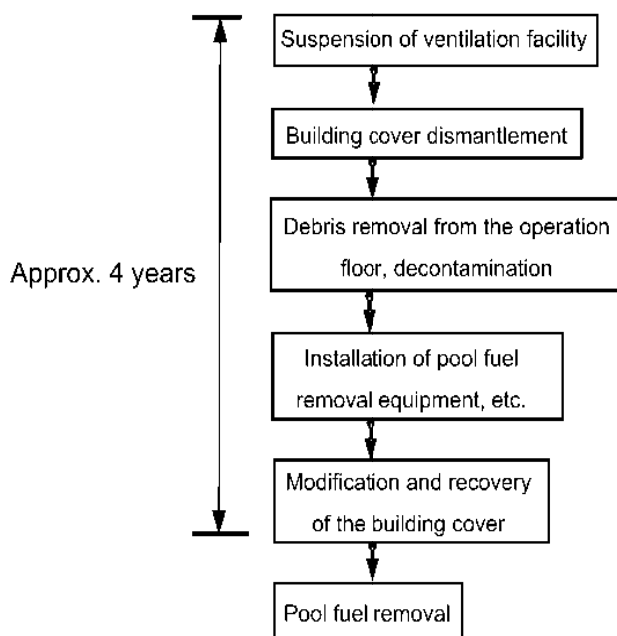 Suspension of ventilation facility
Building cover dismantlement
Debris removal from the operation
floor, decontamination
Approx. 4 years
Installation of pool fuel
removal equipment, etc.
Modification and recovery
of the building cover
Pool fuel removal